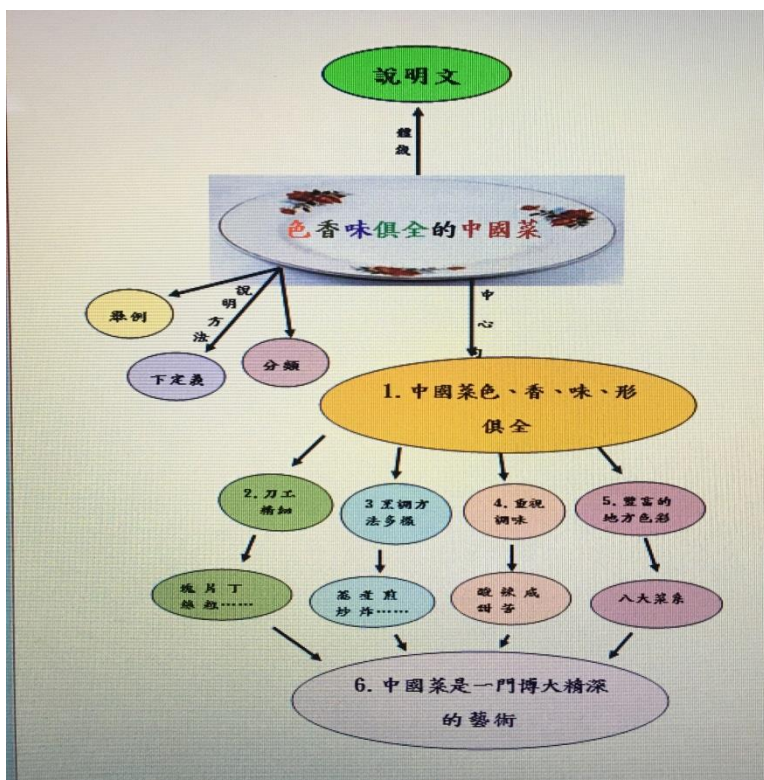 說明文
體裁
色香味俱全的中國菜
說明方法
舉例
下定義
分類
中心句
1. 中國菜色、香、味、形
俱全
2. 刀工
精細
3 烹調方
法多樣
4. 重視
調味
5. 豐富的
地方色彩
塊片丁
絲粒……
蒸煮煎
炒炸……
酸辣咸
甜苦
八大菜系
6. 中國菜是一門博大精深
的藝術